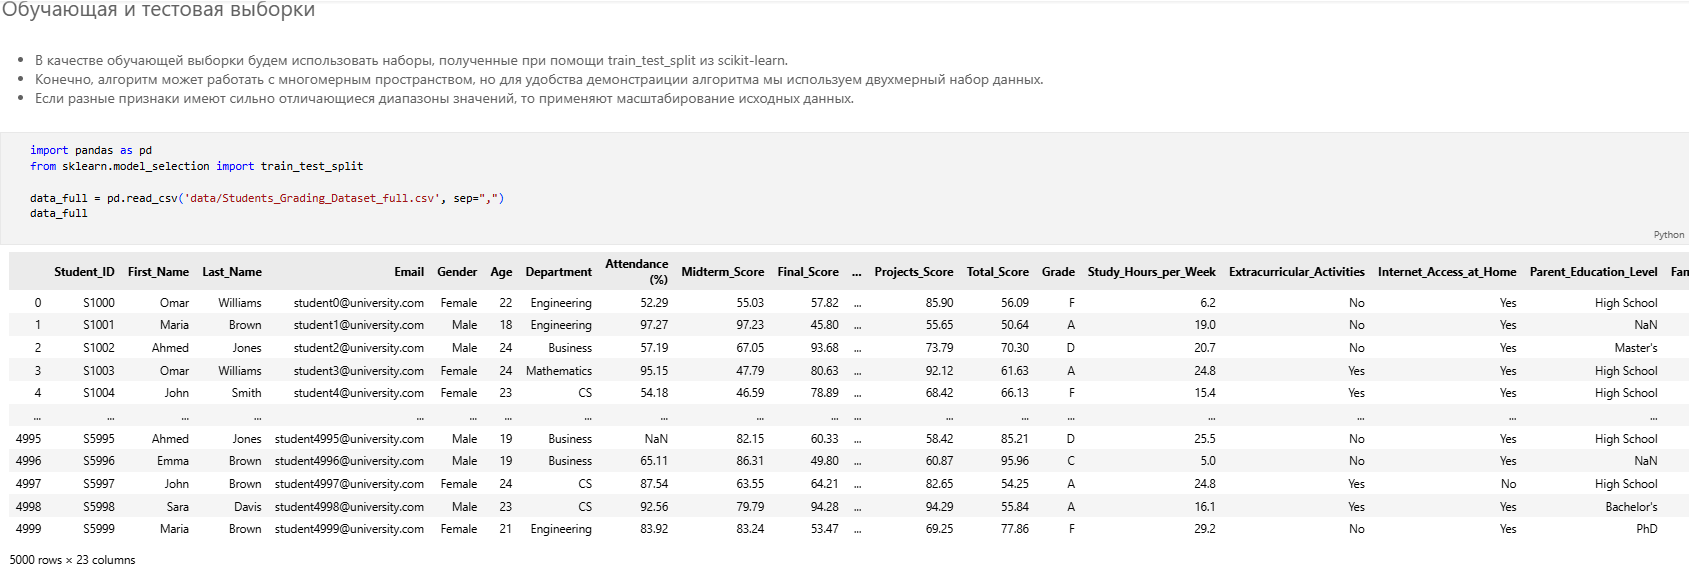 Обучающая и тестовая выборки
• В качестве обучающей выборки будем использовать наборы, полученные при помощи train_test_split из scikit-learn.
• Конечно, алгоритм может работать с многомерным пространством, но для удобства демонстраиции алгоритма мы используем двухмерный набор данных.
• Если разные признаки имеют сильно отличающиеся диапазоны значений, то применяют масштабирование исходных данных.
import pandas as pd
from sklearn.model_selection import train_test_split
data_full = pd.read_csv('data/Students_Grading_Dataset_full.csv', sep=",")
data_full
Python
Student_ID First_Name Last_Name Email Gender Age Department Attendance (%) Midterm_Score Final_Score ... Projects_Score Total_Score Grade Study_Hours_per_Week Extracurricular_Activities Internet_Access_at_Home Parent_Education_Level Fan
0 S1000 Omar Williams student0@university.com Female 22 Engineering 52.29 55.03 57.82 ... 85.90 56.09 F 6.2 No Yes High School
1 S1001 Maria Brown student1@university.com Male 18 Engineering 97.27 97.23 45.80 ... 55.65 50.64 A 19.0 No Yes NaN
2 S1002 Ahmed Jones student2@university.com Male 24 Business 57.19 67.05 93.68 ... 73.79 70.30 D 20.7 No Yes Master's
3 S1003 Omar Williams student3@university.com Female 24 Mathematics 95.15 47.79 80.63 ... 92.12 61.63 A 24.8 Yes Yes High School
4 S1004 John Smith student4@university.com Female 23 CS 54.18 46.59 78.89 ... 68.42 66.13 F 15.4 Yes Yes High School
... ... ... ... ... ... ... ... ... ... ... ... ... ... ... ... ... ... ...
4995 S5995 Ahmed Jones student4995@university.com Male 19 Business NaN 82.15 60.33 ... 58.42 85.21 D 25.5 No Yes High School
4996 S5996 Emma Brown student4996@university.com Male 19 Business 65.11 86.31 49.80 ... 60.87 95.96 C 5.0 No Yes NaN
4997 S5997 John Brown student4997@university.com Female 24 CS 87.54 63.55 64.21 ... 82.65 54.25 A 24.8 Yes No High School
4998 S5998 Sara Davis student4998@university.com Male 23 CS 92.56 79.79 94.28 ... 94.29 55.84 A 16.1 Yes Yes Bachelor's
4999 S5999 Maria Brown student4999@university.com Female 21 Engineering 83.92 83.24 53.47 ... 69.25 77.86 F 29.2 No Yes PhD
5000 rows × 23 columns